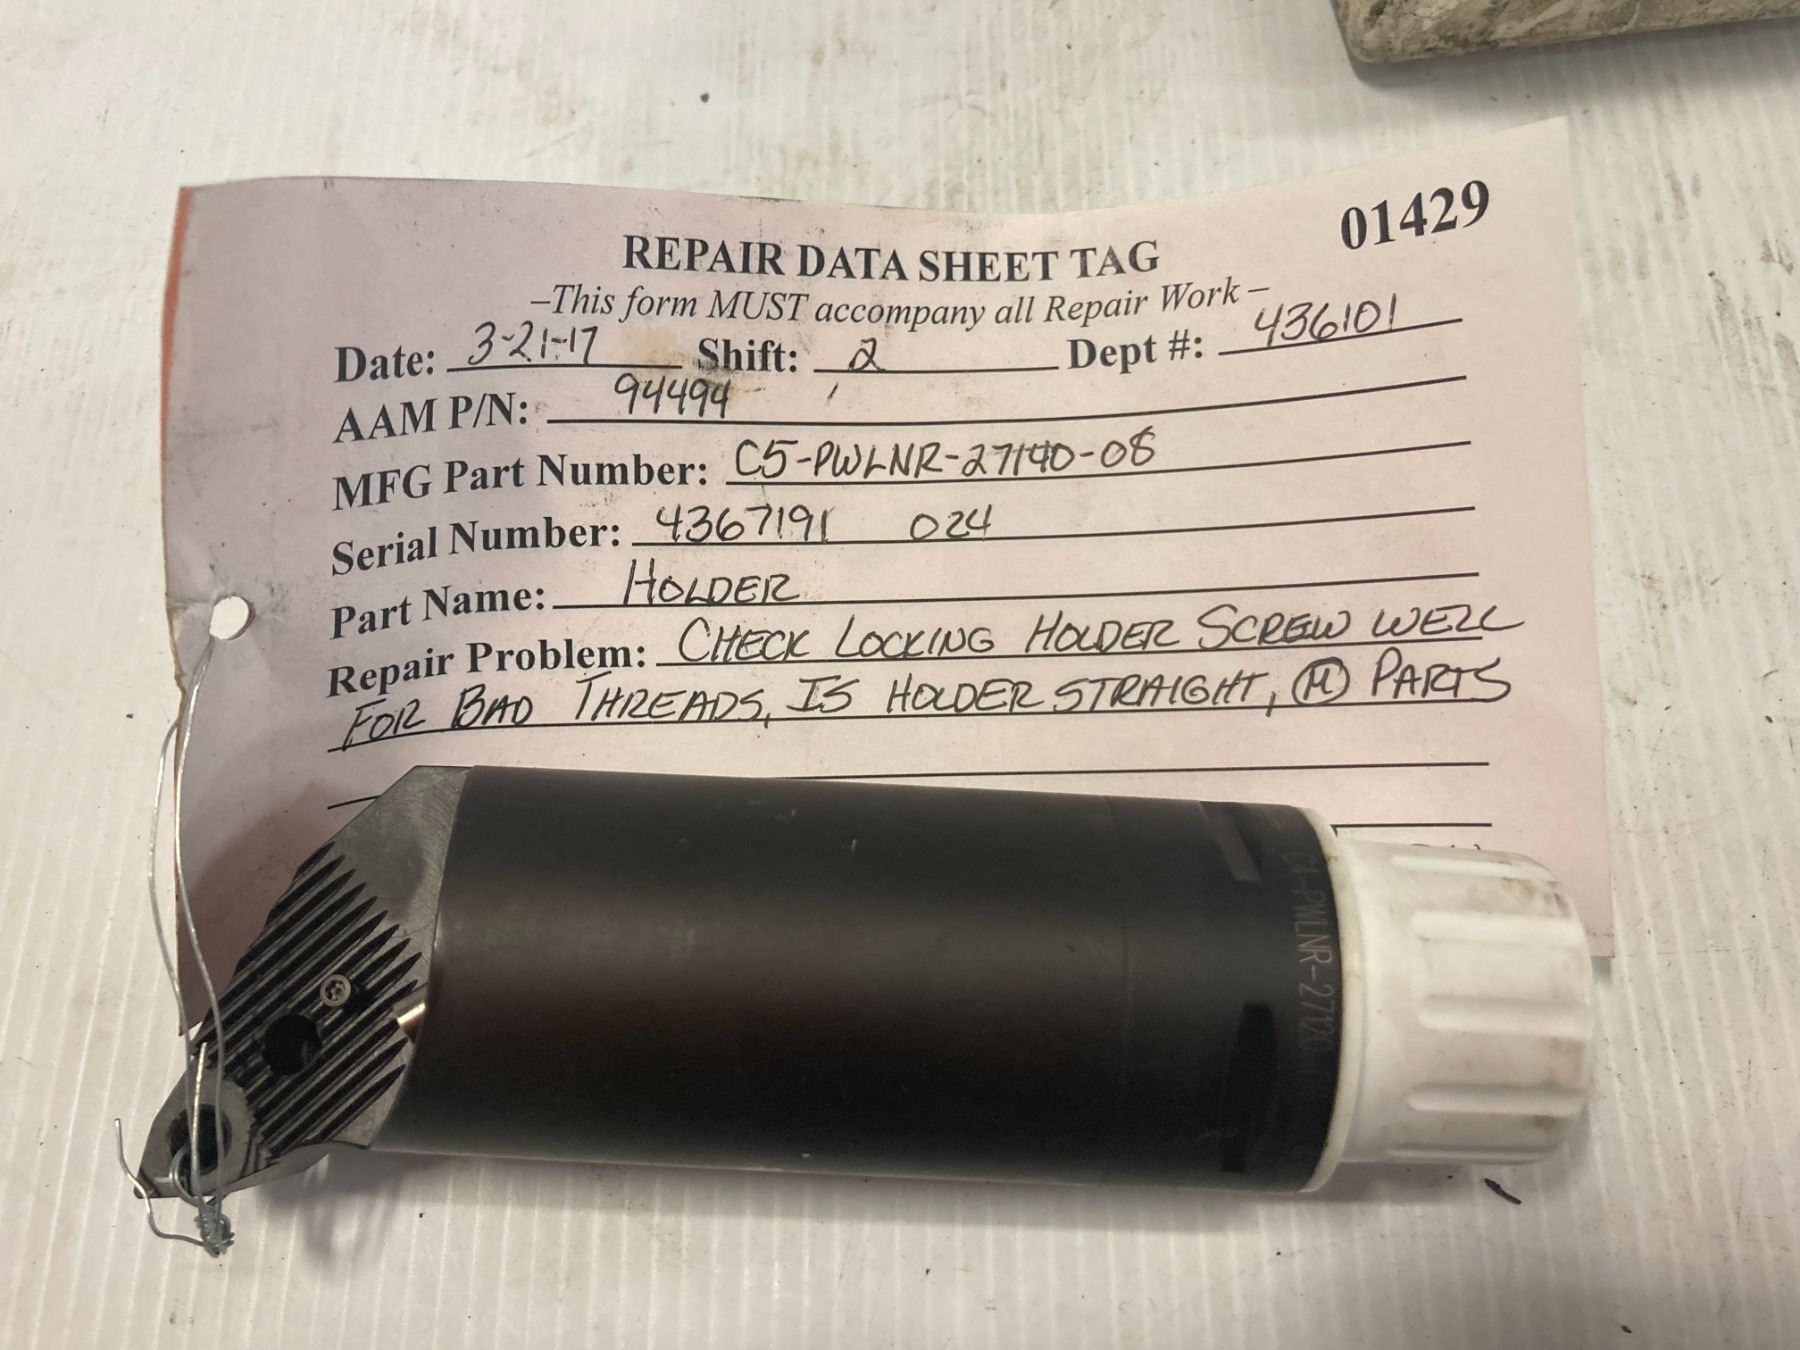 01429
REPAIR DATA SHEET TAG
–This form MUST accompany all Repair Work –
Date: 3-21-17 Shift: 2 Dept #: 436101
AAM P/N: 94494
MFG Part Number: C5-PWLNR-27140-08
Serial Number: 4367191 024
Part Name: HOLDER
Repair Problem: CHECK LOCKING HOLDER SCREW WELL
FOR BAD THREADS, IS HOLDER STRAIGHT, M PARTS
C4-PWLNR-27120